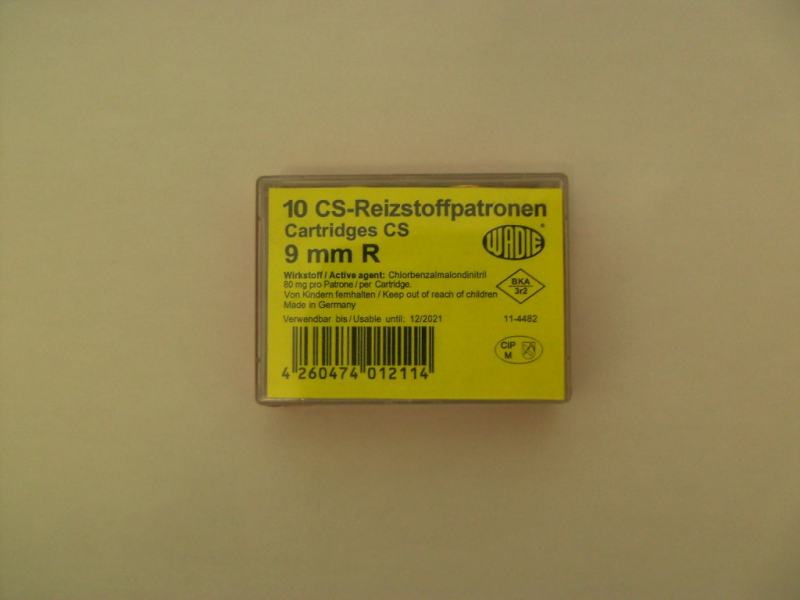 10 CS-Reizstoffpatronen
Cartridges CS
9 mm R
WADIE®
Wirkstoff / Active agent: Chlorbenzalmalondinitril
80 mg pro Patrone / per Cartridge.
Von Kindern fernhalten / Keep out of reach of children
Made in Germany
BKA
3r2
Verwendbar bis / Usable until: 12/2021
11-4482
CIP
M
4 260474 012114